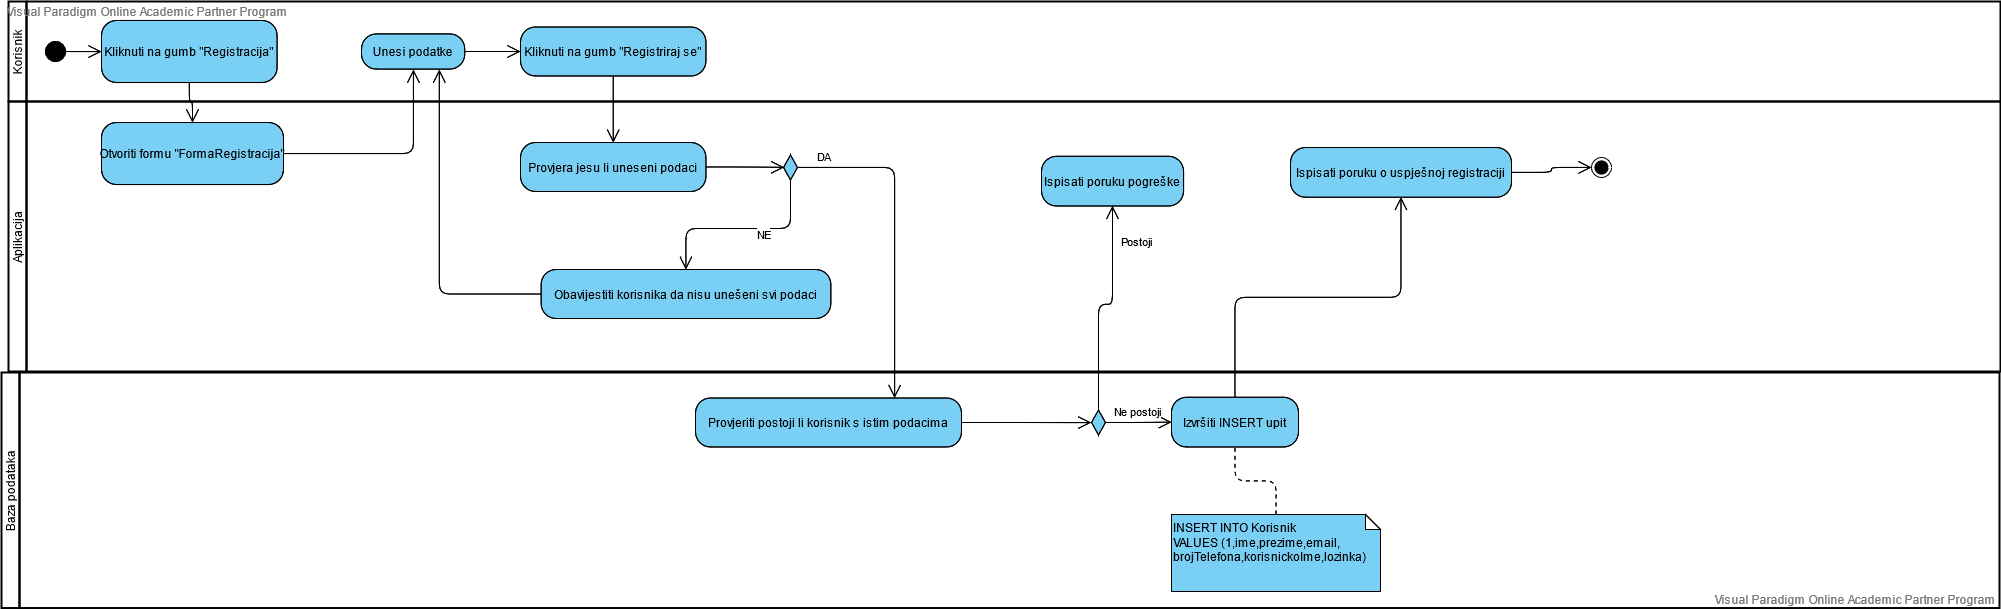 Visual Paradigm Online Academic Partner Program
Korisnik
Kliknuti na gumb "Registracija"
Unesi podatke
Kliknuti na gumb "Registriraj se"
Aplikacija
Otvoriti formu "FormaRegistracija"
Provjera jesu li uneseni podaci
DA
NE
Obavijestiti korisnika da nisu unešeni svi podaci
Ispisati poruku pogreške
Postoji
Ispisati poruku o uspješnoj registraciji
Baza podataka
Provjeriti postoji li korisnik s istim podacima
Ne postoji
Izvršiti INSERT upit
INSERT INTO Korisnik
VALUES (1,ime,prezime,email,
brojTelefona,korisnickoIme,lozinka)
Visual Paradigm Online Academic Partner Program